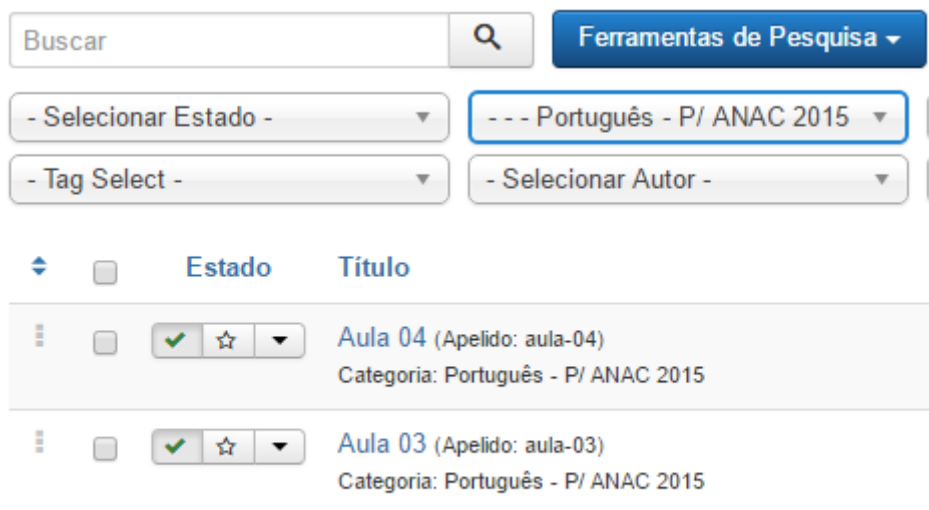 Buscar
Ferramentas de Pesquisa
- Selecionar Estado -
- - - Português - P/ ANAC 2015
- Tag Select -
- Selecionar Autor -
Estado Título
Aula 04 (Apelido: aula-04)
Categoria: Português - P/ ANAC 2015
Aula 03 (Apelido: aula-03)
Categoria: Português - P/ ANAC 2015